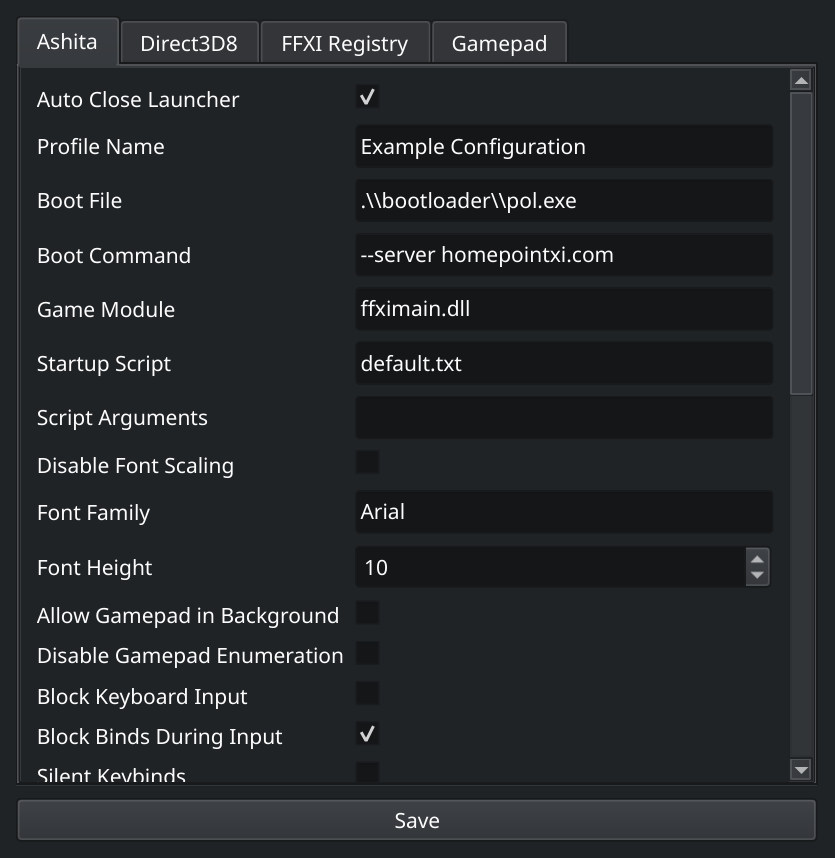 Ashita Direct3D8 FFXI Registry Gamepad
Auto Close Launcher
Profile Name Example Configuration
Boot File .\\bootloader\\pol.exe
Boot Command --server homepointxi.com
Game Module ffximain.dll
Startup Script default.txt
Script Arguments
Disable Font Scaling
Font Family Arial
Font Height 10
Allow Gamepad in Background
Disable Gamepad Enumeration
Block Keyboard Input
Block Binds During Input
Silent Keybinds
Save